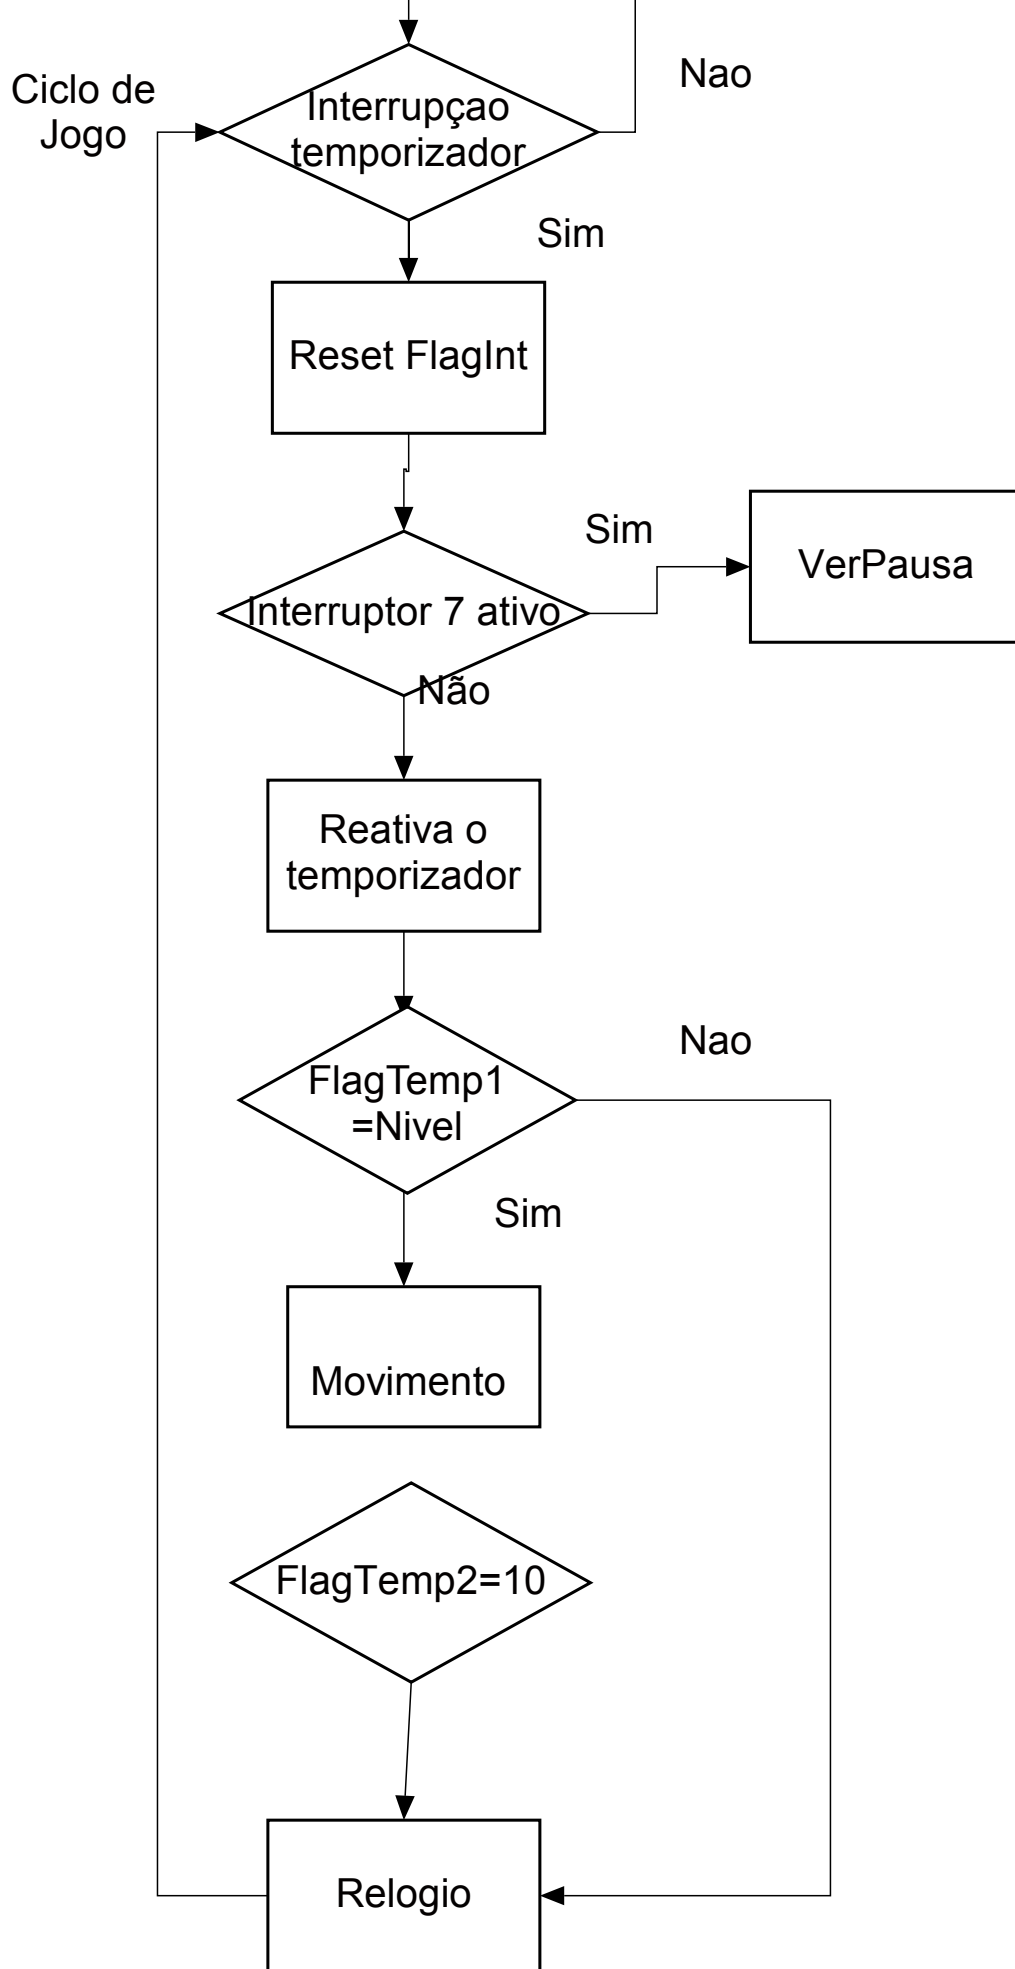 Nao
Ciclo de
Jogo
Interrupçao
temporizador
Sim
Reset FlagInt
Sim
VerPausa
Interruptor 7 ativo
Não
Reativa o
temporizador
Nao
FlagTemp1
=Nivel
Sim
Movimento
FlagTemp2=10
Relogio